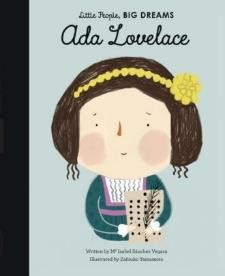 Little People, BIG DREAMS
Ada Lovelace
Written by Mª Isabel Sánchez Vegara
Illustrated by Zafouko Yamamoto